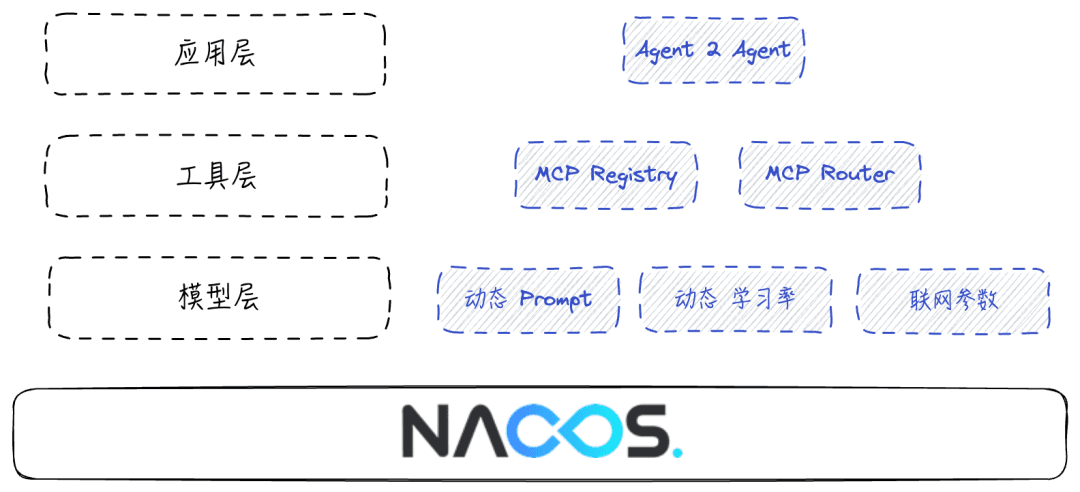 应用层
Agent 2 Agent
工具层
MCP Registry
MCP Router
模型层
动态 Prompt
动态 学习率
联网参数
NACOS.